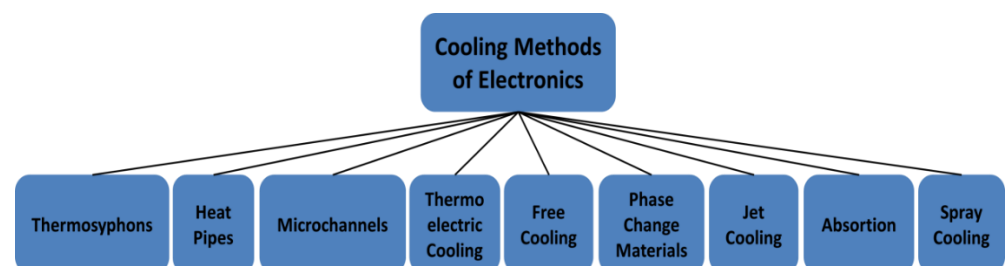 Cooling Methods
of Electronics
Thermosyphons
Heat
Pipes
Microchannels
Thermo
electric
Cooling
Free
Cooling
Phase
Change
Materials
Jet
Cooling
Absortion
Spray
Cooling